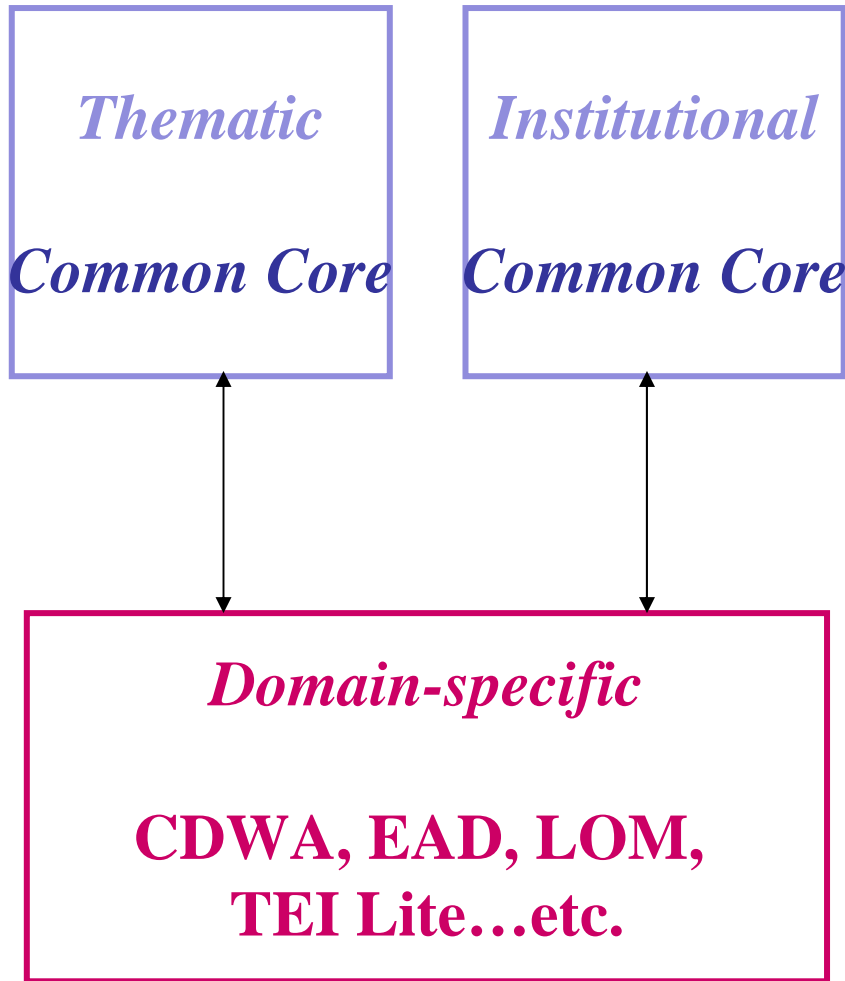 Thematic
Common Core
Institutional
Common Core
Domain-specific
CDWA, EAD, LOM,
TEI Lite…etc.